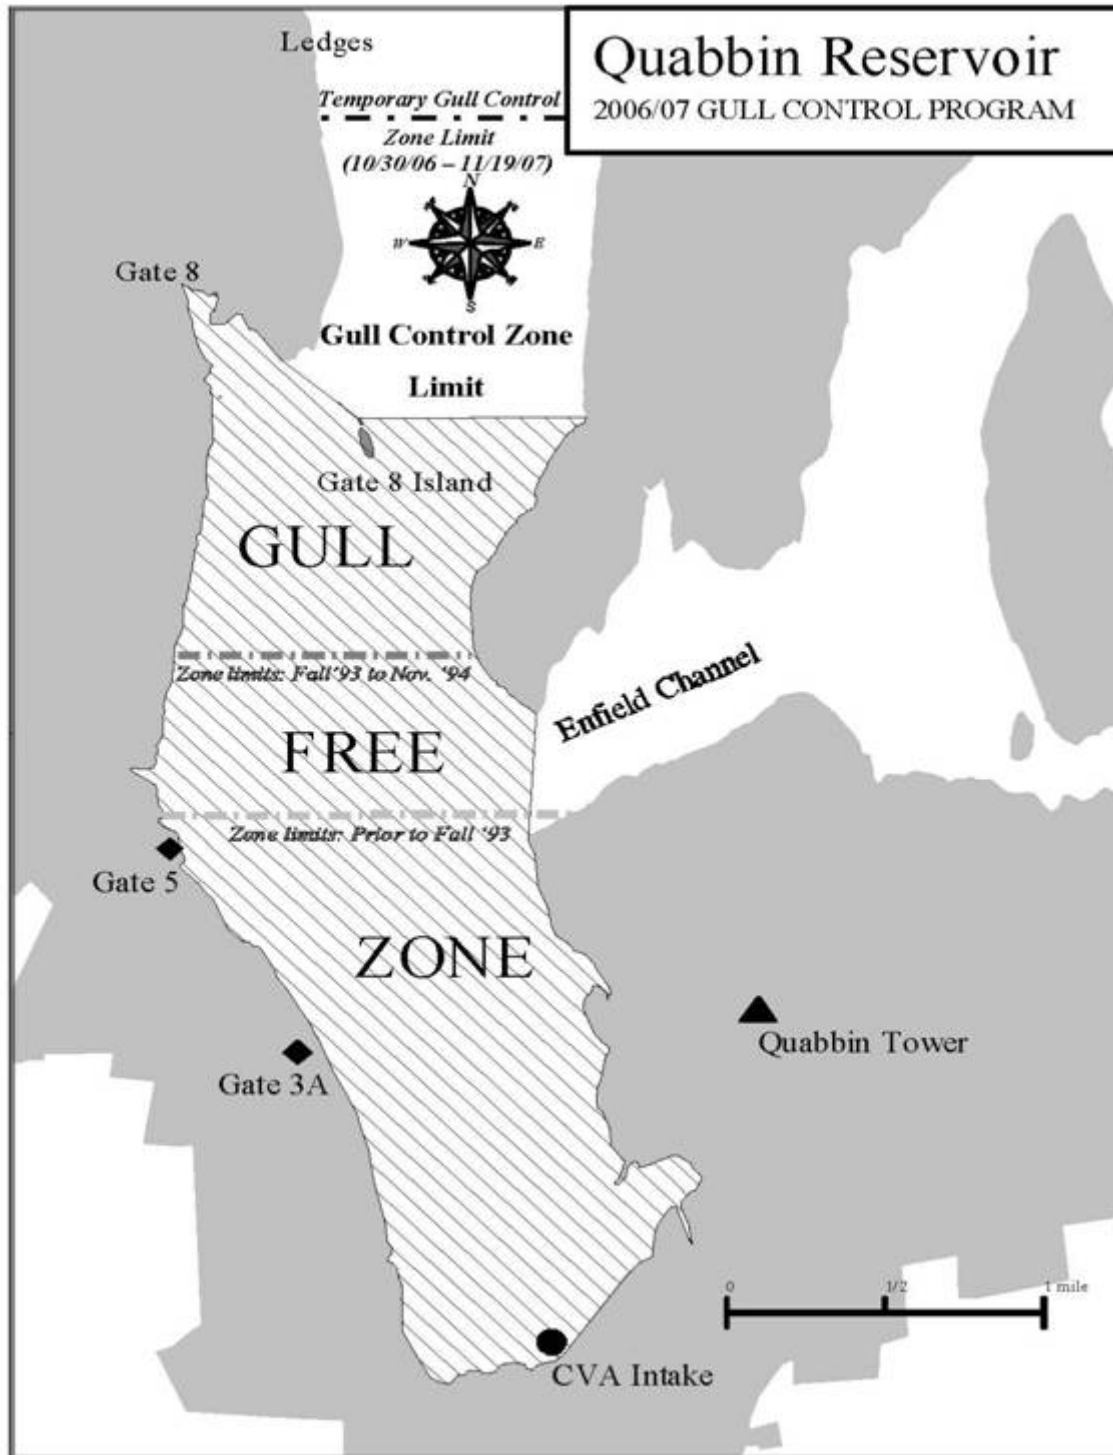 Ledges
Quabbin Reservoir
2006/07 GULL CONTROL PROGRAM
Temporary Gull Control
Zone Limit
(10/30/06 – 11/19/07)
N
W
E
S
Gate 8
Gull Control Zone
Limit
Gate 8 Island
GULL
Zone limits: Fall'93 to Nov. '94
Enfield Channel
FREE
Zone limits: Prior to Fall '93
Gate 5
ZONE
Quabbin Tower
Gate 3A
0 1/2 1 mile
CVA Intake